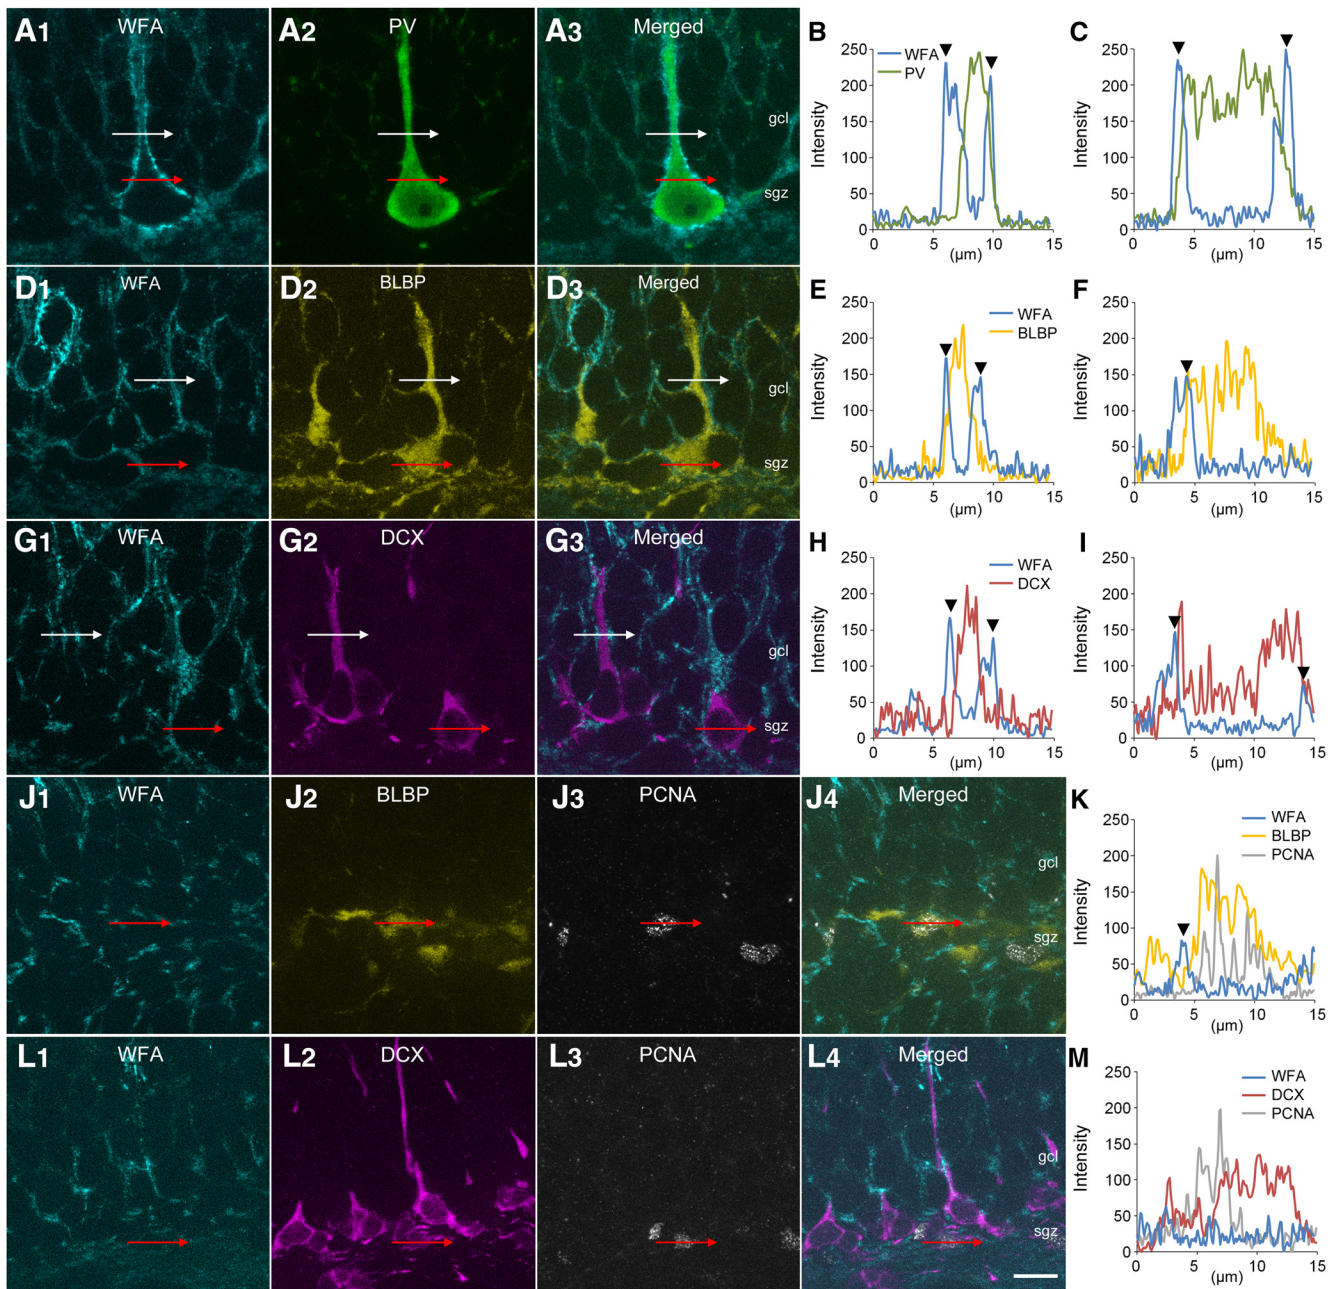 A1 WFA
A2 PV
A3 Merged
gcl
sgz
B
250
200
150
100
50
0
0 5 10 15
(µm)
Intensity
WFA
PV
C
250
200
150
100
50
0
0 5 10 15
(µm)
Intensity
D1 WFA
D2 BLBP
D3 Merged
gcl
sgz
E
250
200
150
100
50
0
0 5 10 15
(µm)
Intensity
WFA
BLBP
F
250
200
150
100
50
0
0 5 10 15
(µm)
Intensity
G1 WFA
G2 DCX
G3 Merged
gcl
sgz
H
250
200
150
100
50
0
0 5 10 15
(µm)
Intensity
WFA
DCX
I
250
200
150
100
50
0
0 5 10 15
(µm)
Intensity
J1 WFA
J2 BLBP
J3 PCNA
J4 Merged
gcl
sgz
K
250
200
150
100
50
0
0 5 10 15
(µm)
Intensity
WFA
BLBP
PCNA
L1 WFA
L2 DCX
L3 PCNA
L4 Merged
gcl
sgz
M
250
200
150
100
50
0
0 5 10 15
(µm)
Intensity
WFA
DCX
PCNA